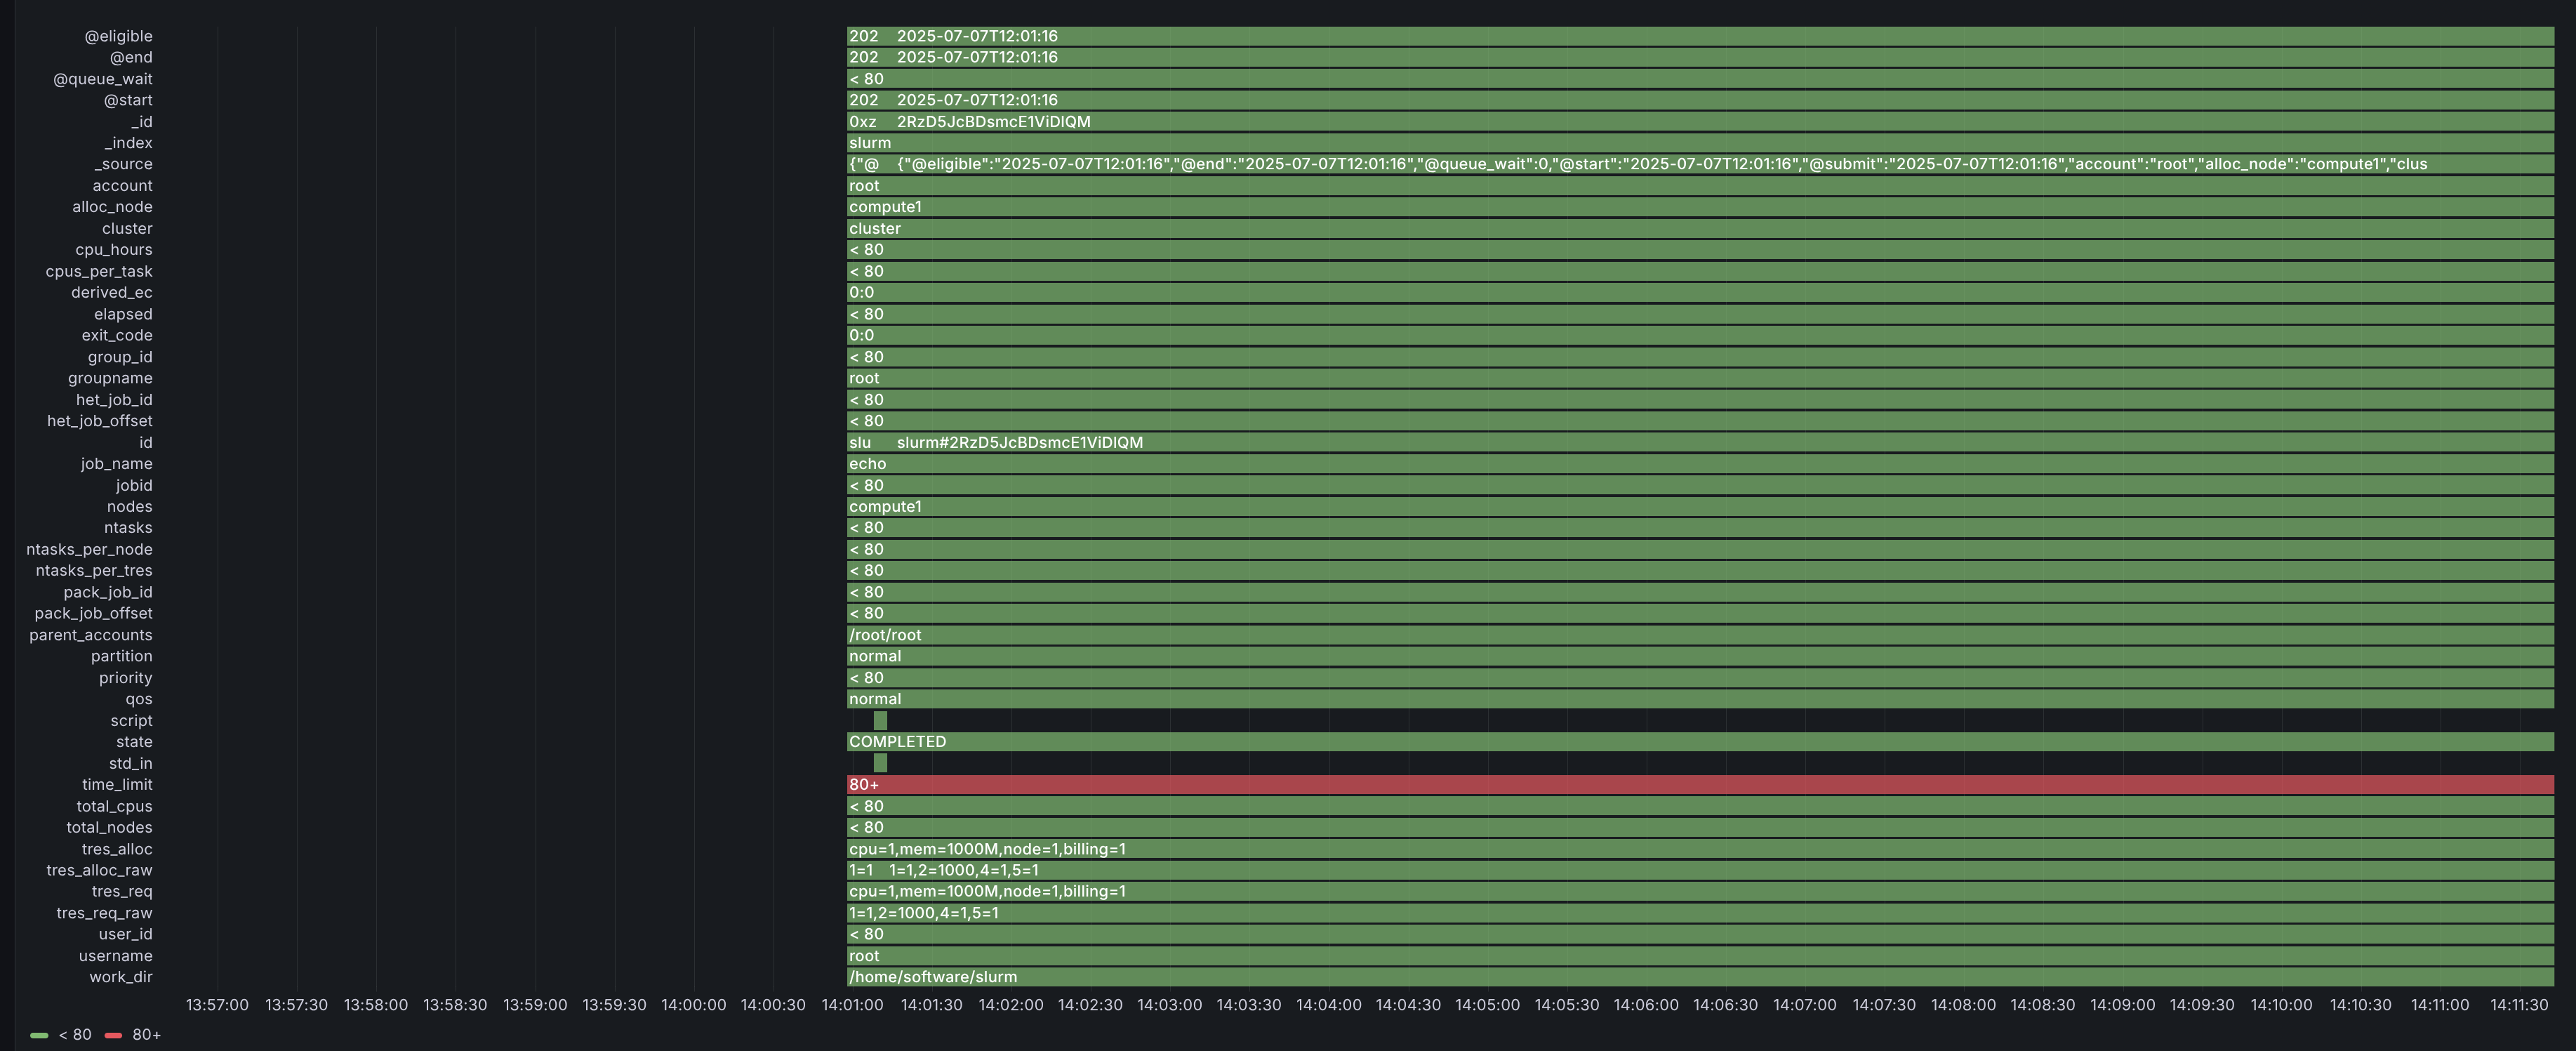 @eligible 202 2025-07-07T12:01:16
@end 202 2025-07-07T12:01:16
@queue_wait < 80
@start 202 2025-07-07T12:01:16
_id 0xz 2RzD5JcBDsmcE1ViDlQM
_index slurm
_source {"@ {"@eligible":"2025-07-07T12:01:16","@end":"2025-07-07T12:01:16","@queue_wait":0,"@start":"2025-07-07T12:01:16","@submit":"2025-07-07T12:01:16","account":"root","alloc_node":"compute1","clus
account root
alloc_node compute1
cluster cluster
cpu_hours < 80
cpus_per_task < 80
derived_ec 0:0
elapsed < 80
exit_code 0:0
group_id < 80
groupname root
het_job_id < 80
het_job_offset < 80
id slu slurm#2RzD5JcBDsmcE1ViDlQM
job_name echo
jobid < 80
nodes compute1
ntasks < 80
ntasks_per_node < 80
ntasks_per_tres < 80
pack_job_id < 80
pack_job_offset < 80
parent_accounts /root/root
partition normal
priority < 80
qos normal
script
state COMPLETED
std_in
time_limit 80+
total_cpus < 80
total_nodes < 80
tres_alloc cpu=1,mem=1000M,node=1,billing=1
tres_alloc_raw 1=1 1=1,2=1000,4=1,5=1
tres_req cpu=1,mem=1000M,node=1,billing=1
tres_req_raw 1=1,2=1000,4=1,5=1
user_id < 80
username root
work_dir /home/software/slurm
13:57:00 13:57:30 13:58:00 13:58:30 13:59:00 13:59:30 14:00:00 14:00:30 14:01:00 14:01:30 14:02:00 14:02:30 14:03:00 14:03:30 14:04:00 14:04:30 14:05:00 14:05:30 14:06:00 14:06:30 14:07:00 14:07:30 14:08:00 14:08:30 14:09:00 14:09:30 14:10:00 14:10:30 14:11:00 14:11:30
< 80 80+